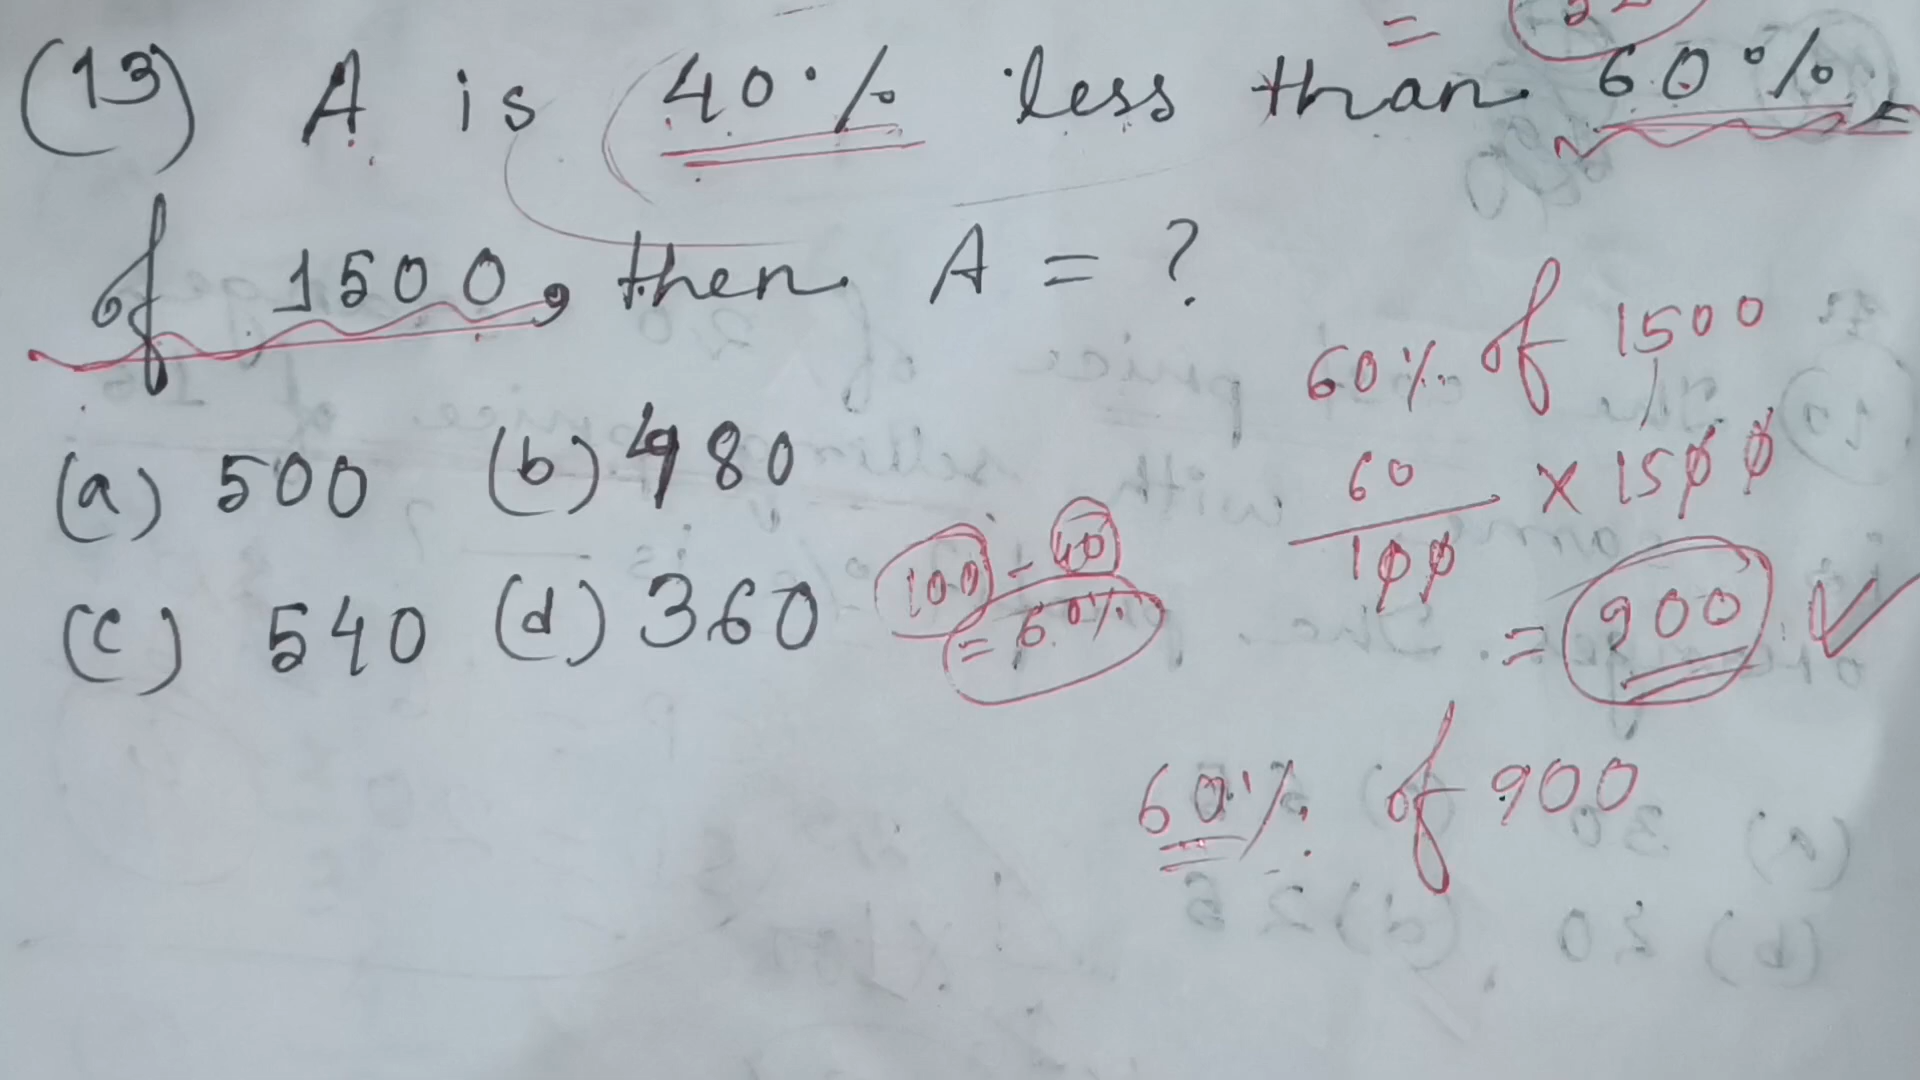 (13) A is 40% less than 60%
of 1500, then A = ?
(a) 500 (b) 480
(c) 540 (d) 360
100 - 40
= 60%
60% of 1500
60/100 × 1500
= 900 ✓
60% of 900